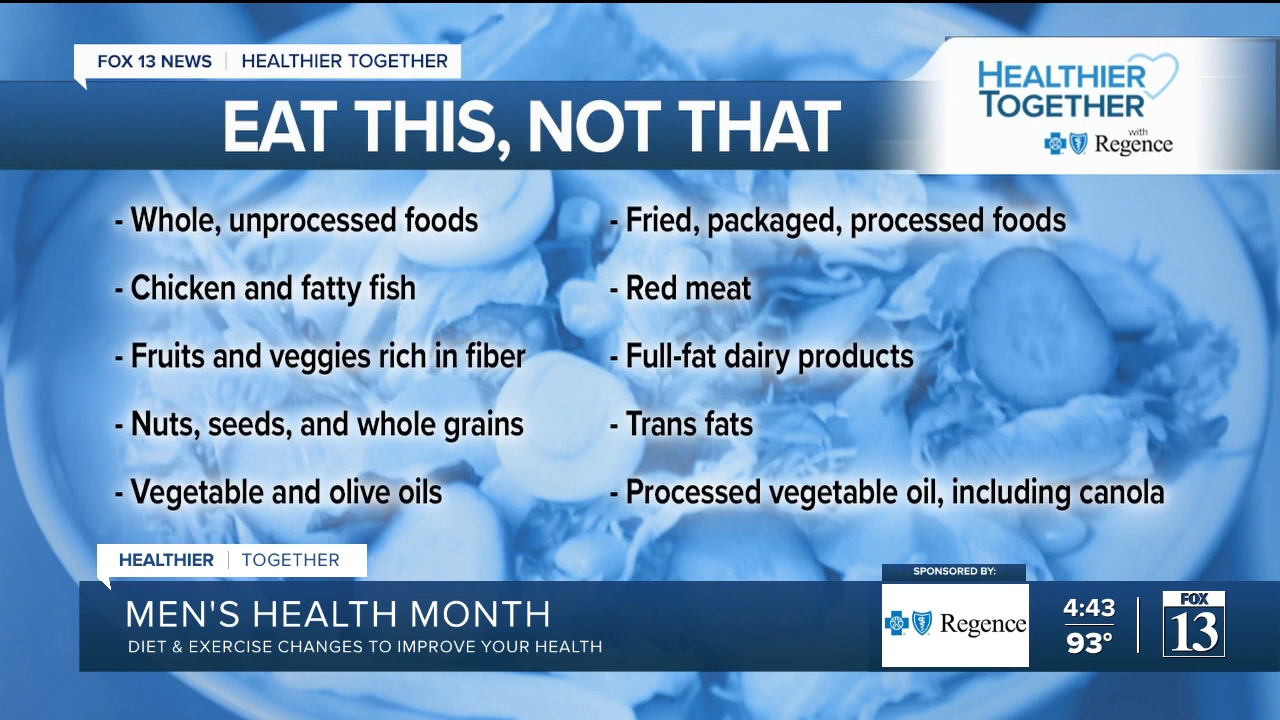 FOX 13 NEWS | HEALTHIER TOGETHER
HEALTHIER
TOGETHER
with
Regence
EAT THIS, NOT THAT
- Whole, unprocessed foods
- Chicken and fatty fish
- Fruits and veggies rich in fiber
- Nuts, seeds, and whole grains
- Vegetable and olive oils
- Fried, packaged, processed foods
- Red meat
- Full-fat dairy products
- Trans fats
- Processed vegetable oil, including canola
HEALTHIER | TOGETHER
MEN'S HEALTH MONTH
DIET & EXERCISE CHANGES TO IMPROVE YOUR HEALTH
SPONSORED BY:
Regence
4:43
93°
FOX
13